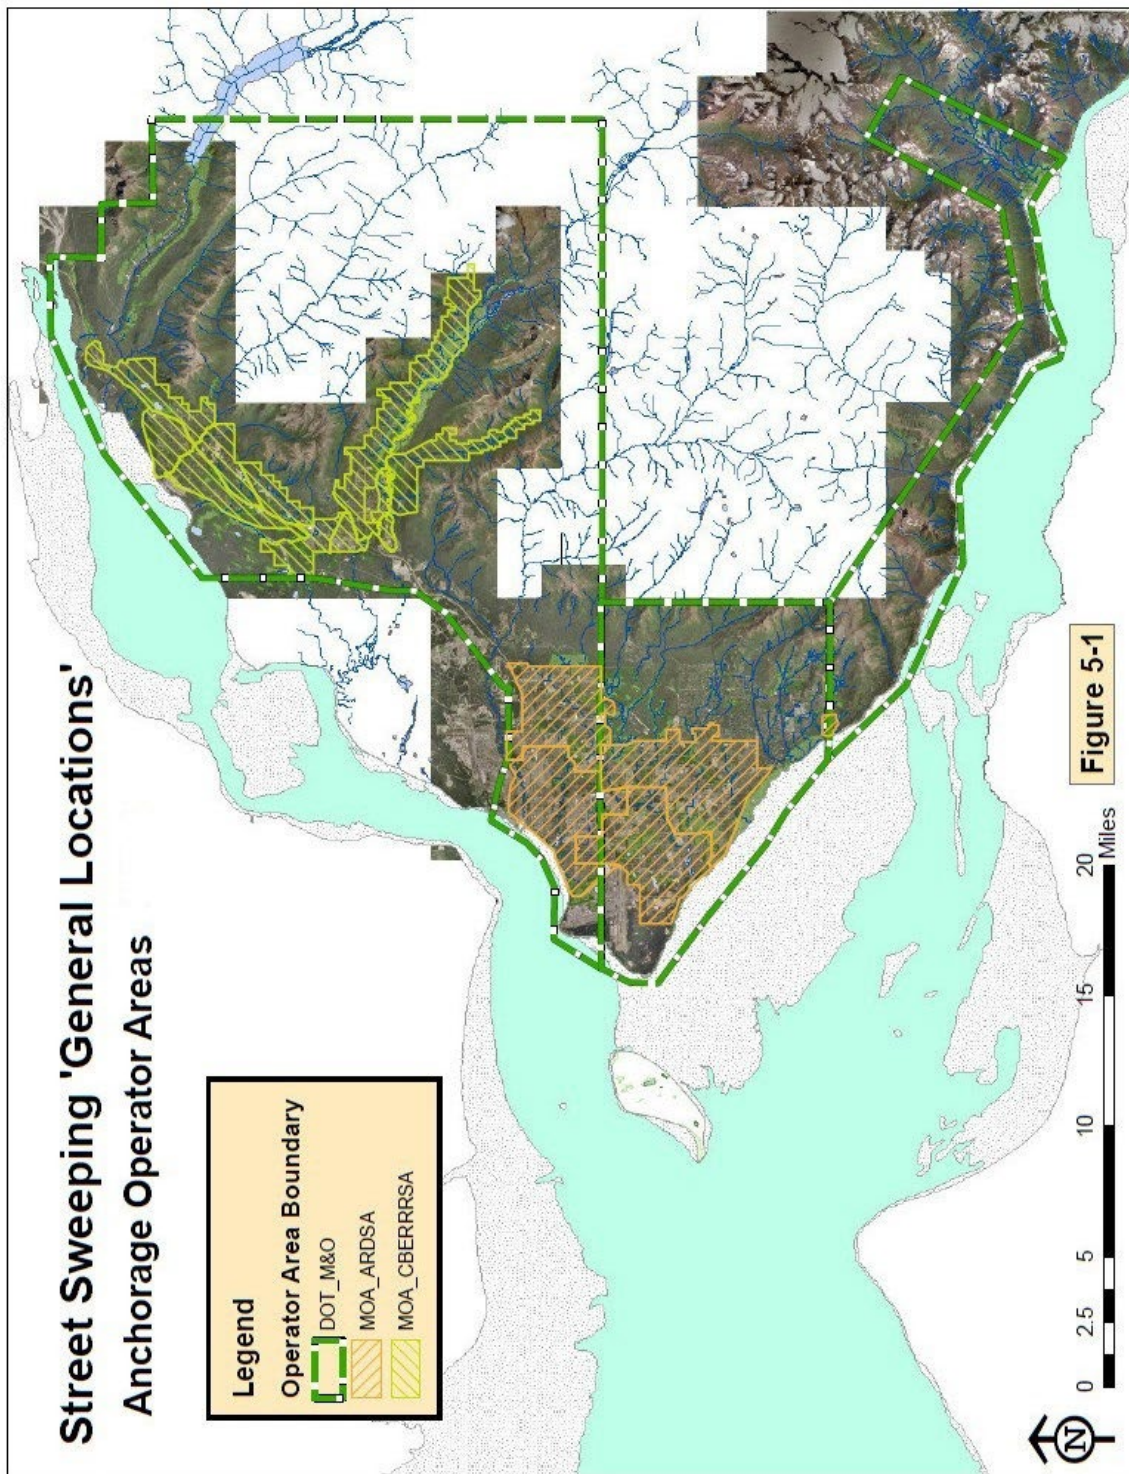 Street Sweeping 'General Locations'
Anchorage Operator Areas
Legend
Operator Area Boundary
DOT_M&O
MOA_ARDSA
MOA_CBERRRSA
Figure 5-1
0 2.5 5 10 15 20
Miles
N